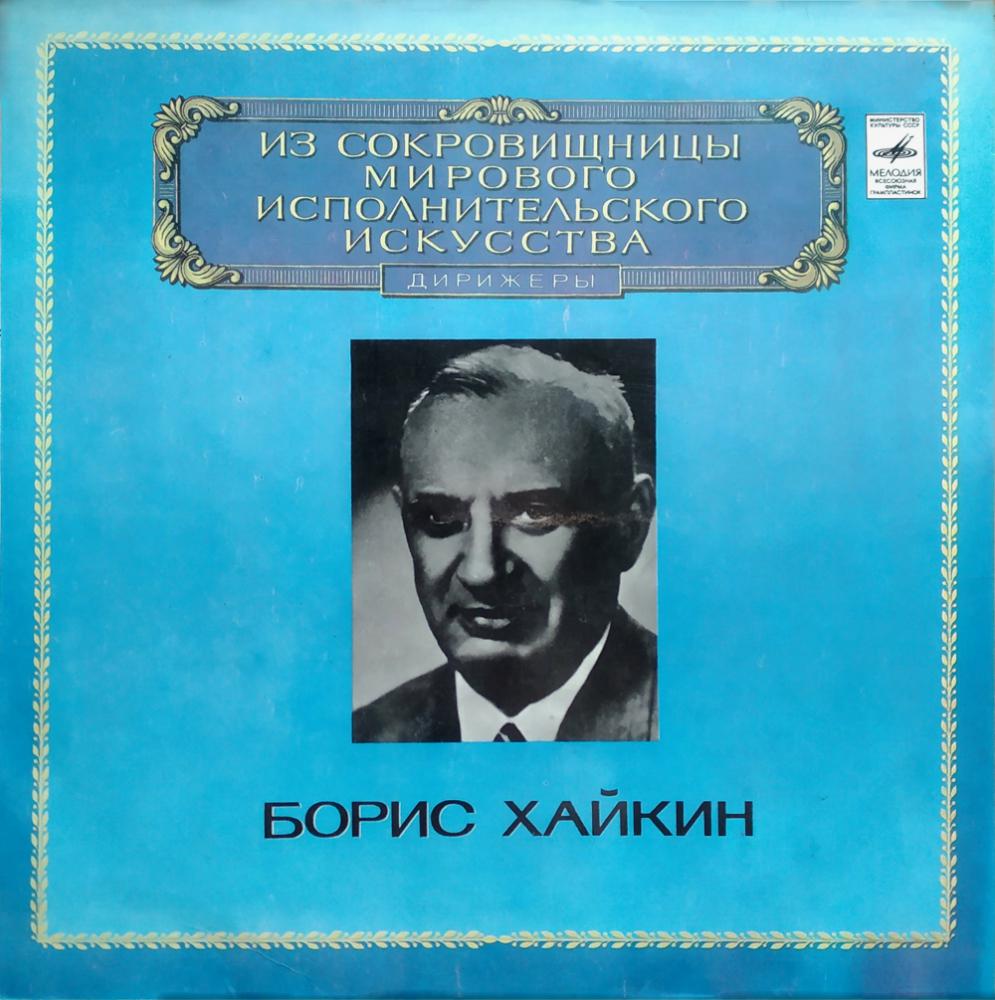 ИЗ СОКРОВИЩНИЦЫ
МИРОВОГО
ИСПОЛНИТЕЛЬСКОГО
ИСКУССТВА
ДИРИЖЕРЫ
МИНИСТЕРСТВО
КУЛЬТУРЫ СССР
МЕЛОДИЯ
ВСЕСОЮЗНАЯ
ФИРМА
ГРАМПЛАСТИНОК
БОРИС ХАЙКИН